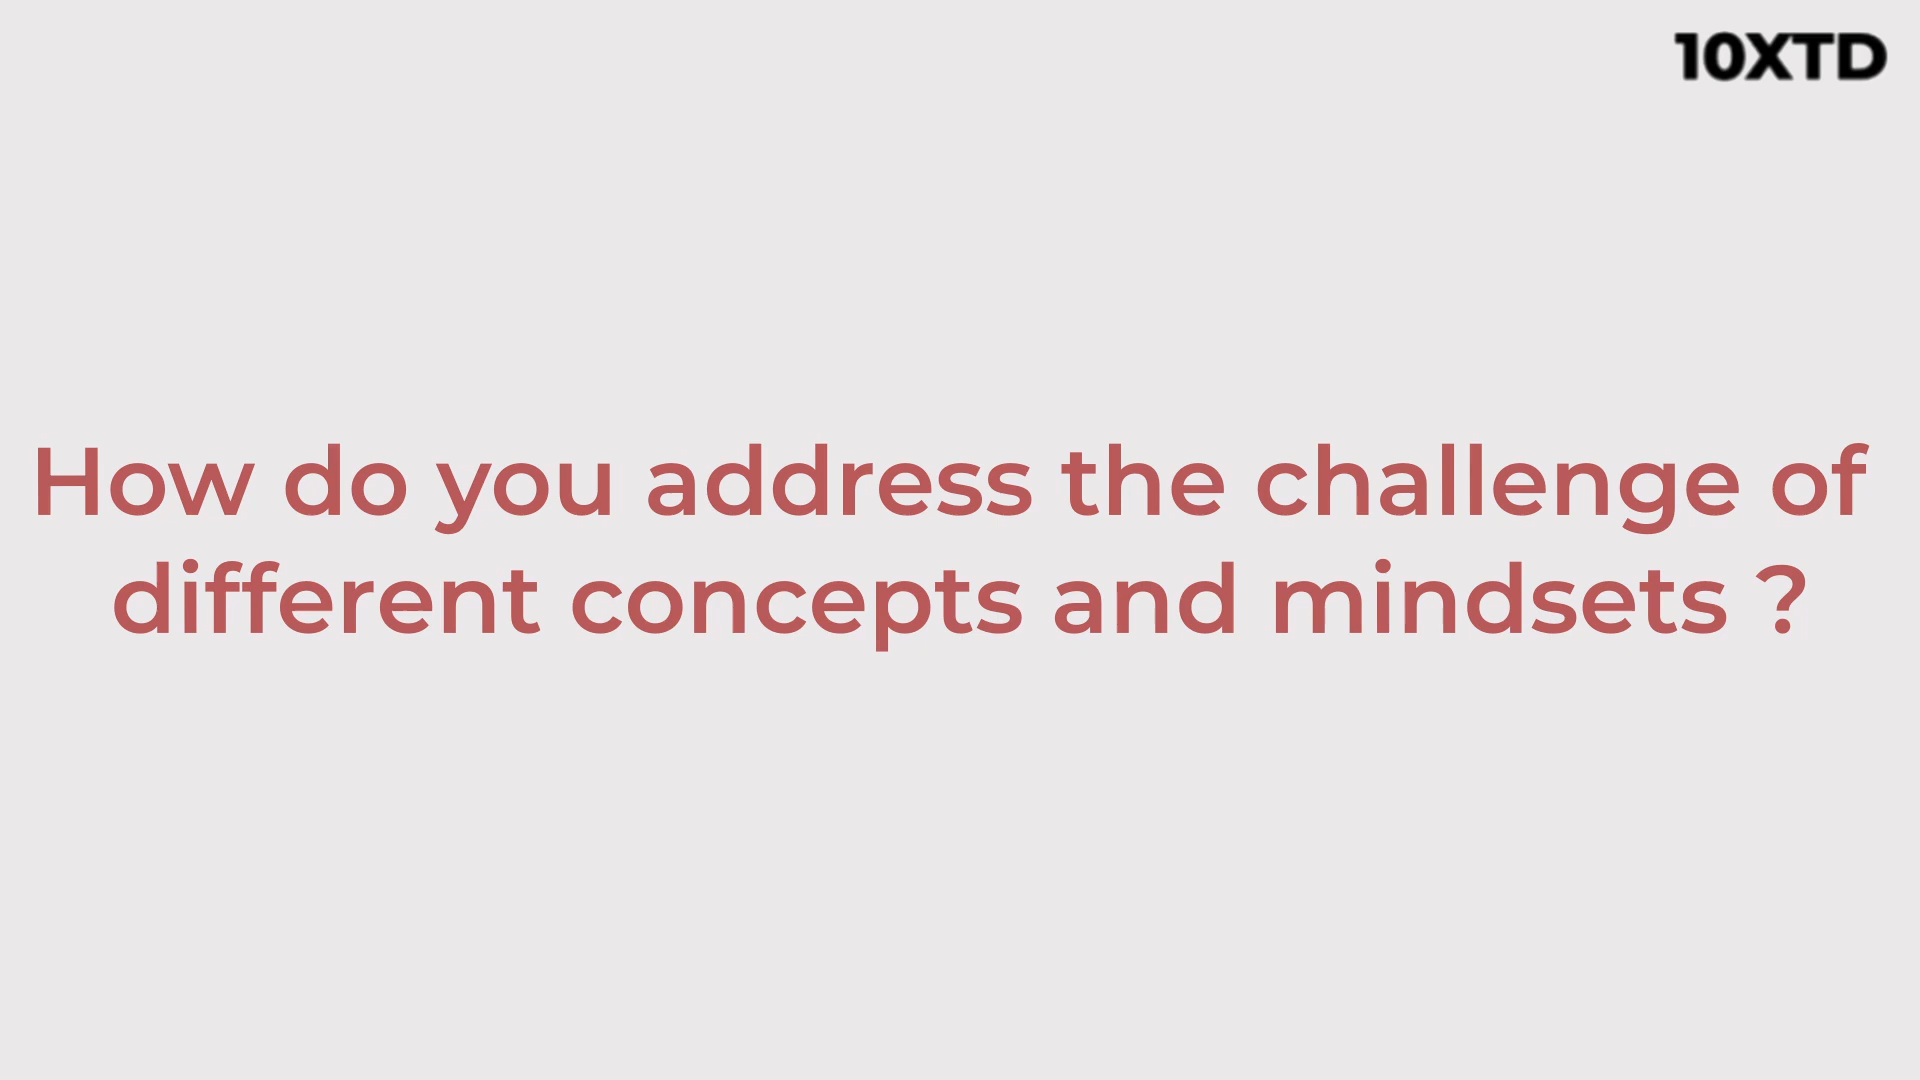 10XTD
How do you address the challenge of
different concepts and mindsets ?